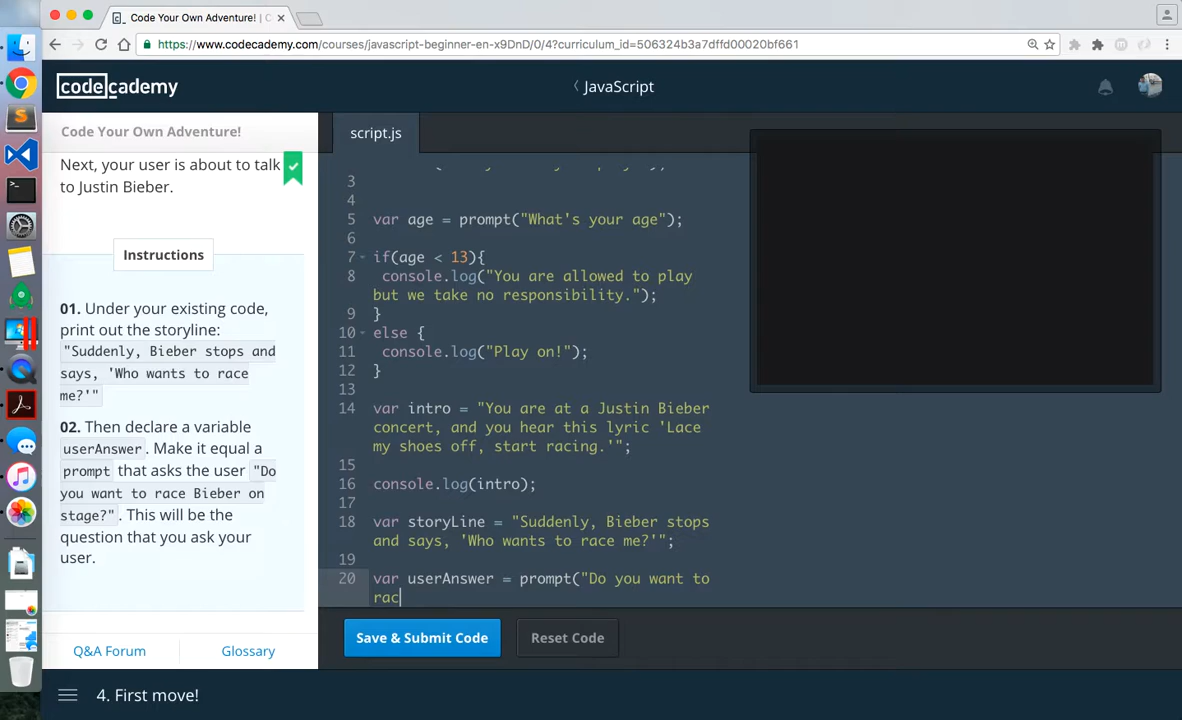 Code Your Own Adventure! | C
https://www.codecademy.com/courses/javascript-beginner-en-x9DnD/0/4?curriculum_id=506324b3a7dffd00020bf661
codecademy
JavaScript
Code Your Own Adventure!
Next, your user is about to talk
to Justin Bieber.
Instructions
01. Under your existing code,
print out the storyline:
"Suddenly, Bieber stops and
says, 'Who wants to race
me?'"
02. Then declare a variable
userAnswer. Make it equal a
prompt that asks the user "Do
you want to race Bieber on
stage?". This will be the
question that you ask your
user.
Q&A Forum
Glossary
script.js
3
4
5 var age = prompt("What's your age");
6
7 if(age < 13){
8 console.log("You are allowed to play
but we take no responsibility.");
9 }
10 else {
11 console.log("Play on!");
12 }
13
14 var intro = "You are at a Justin Bieber
concert, and you hear this lyric 'Lace
my shoes off, start racing.'";
15
16 console.log(intro);
17
18 var storyLine = "Suddenly, Bieber stops
and says, 'Who wants to race me?'";
19
20 var userAnswer = prompt("Do you want to
rac
Save & Submit Code
Reset Code
4. First move!